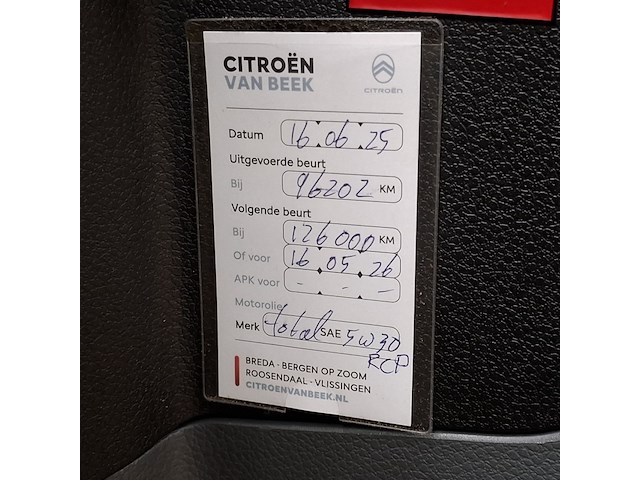 CITROËN
VAN BEEK
CITROËN
Datum 16.06.25
Uitgevoerde beurt
Bij 96202 KM
Volgende beurt
Bij 126000 KM
Of voor 16.05.26
APK voor - . - . -
Motorolie
Merk total SAE 5w30
RCP
BREDA - BERGEN OP ZOOM
ROOSENDAAL - VLISSINGEN
CITROENVANBEEK.NL